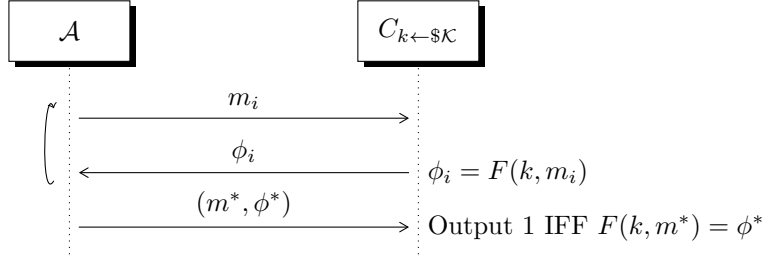 𝒜 C_{k←$𝒦}
m_i
ϕ_i
ϕ_i = F(k, m_i)
(m*, ϕ*)
Output 1 IFF F(k, m*) = ϕ*